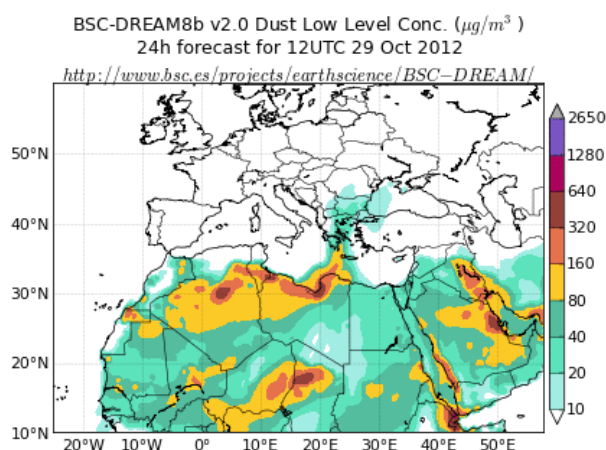 BSC-DREAM8b v2.0 Dust Low Level Conc. (μg/m³ )
24h forecast for 12UTC 29 Oct 2012
http://www.bsc.es/projects/earthscience/BSC−DREAM/
2650
1280
50°N
640
320
40°N
160
30°N
80
40
20°N
20
10
10°N
20°W 10°W 0° 10°E 20°E 30°E 40°E 50°E